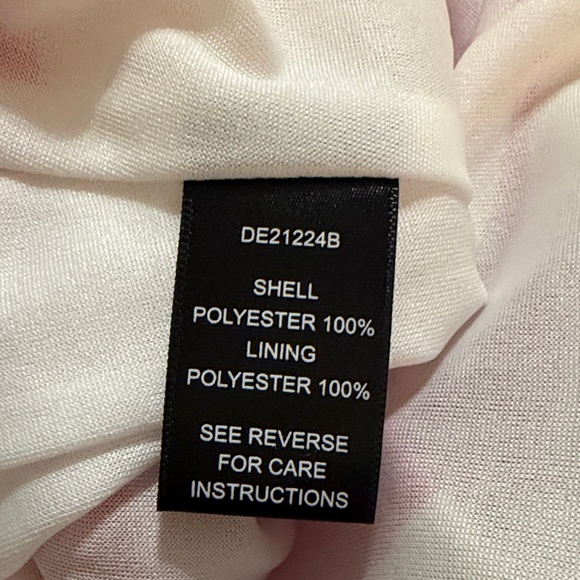 DE21224B
SHELL
POLYESTER 100%
LINING
POLYESTER 100%
SEE REVERSE
FOR CARE
INSTRUCTIONS